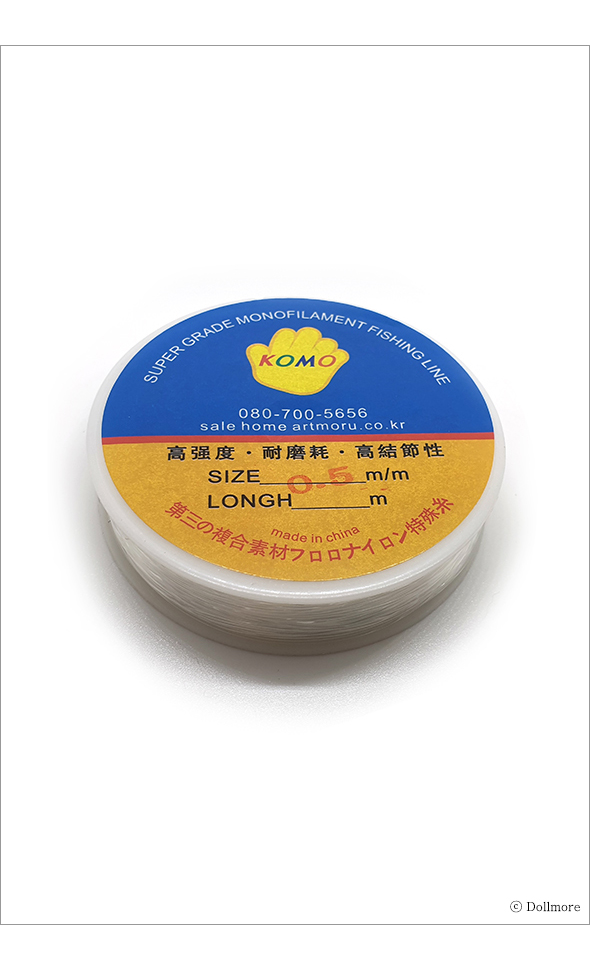 SUPER GRADE MONOFILAMENT FISHING LINE
KOMO
080-700-5656
sale home artmoru.co.kr
高强度・耐磨耗・高結節性
SIZE 0.5 m/m
LONGH______m
made in china
第三の複合素材フロロナイロン特殊糸
© Dollmore